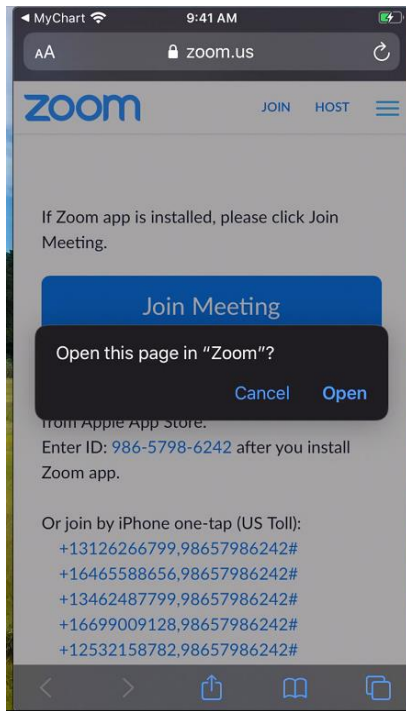 MyChart 9:41 AM
AA zoom.us
zoom JOIN HOST
If Zoom app is installed, please click Join
Meeting.
Join Meeting
Open this page in “Zoom”?
Cancel Open
from Apple App Store.
Enter ID: 986-5798-6242 after you install
Zoom app.
Or join by iPhone one-tap (US Toll):
+13126266799,98657986242#
+16465588656,98657986242#
+13462487799,98657986242#
+16699009128,98657986242#
+12532158782,98657986242#